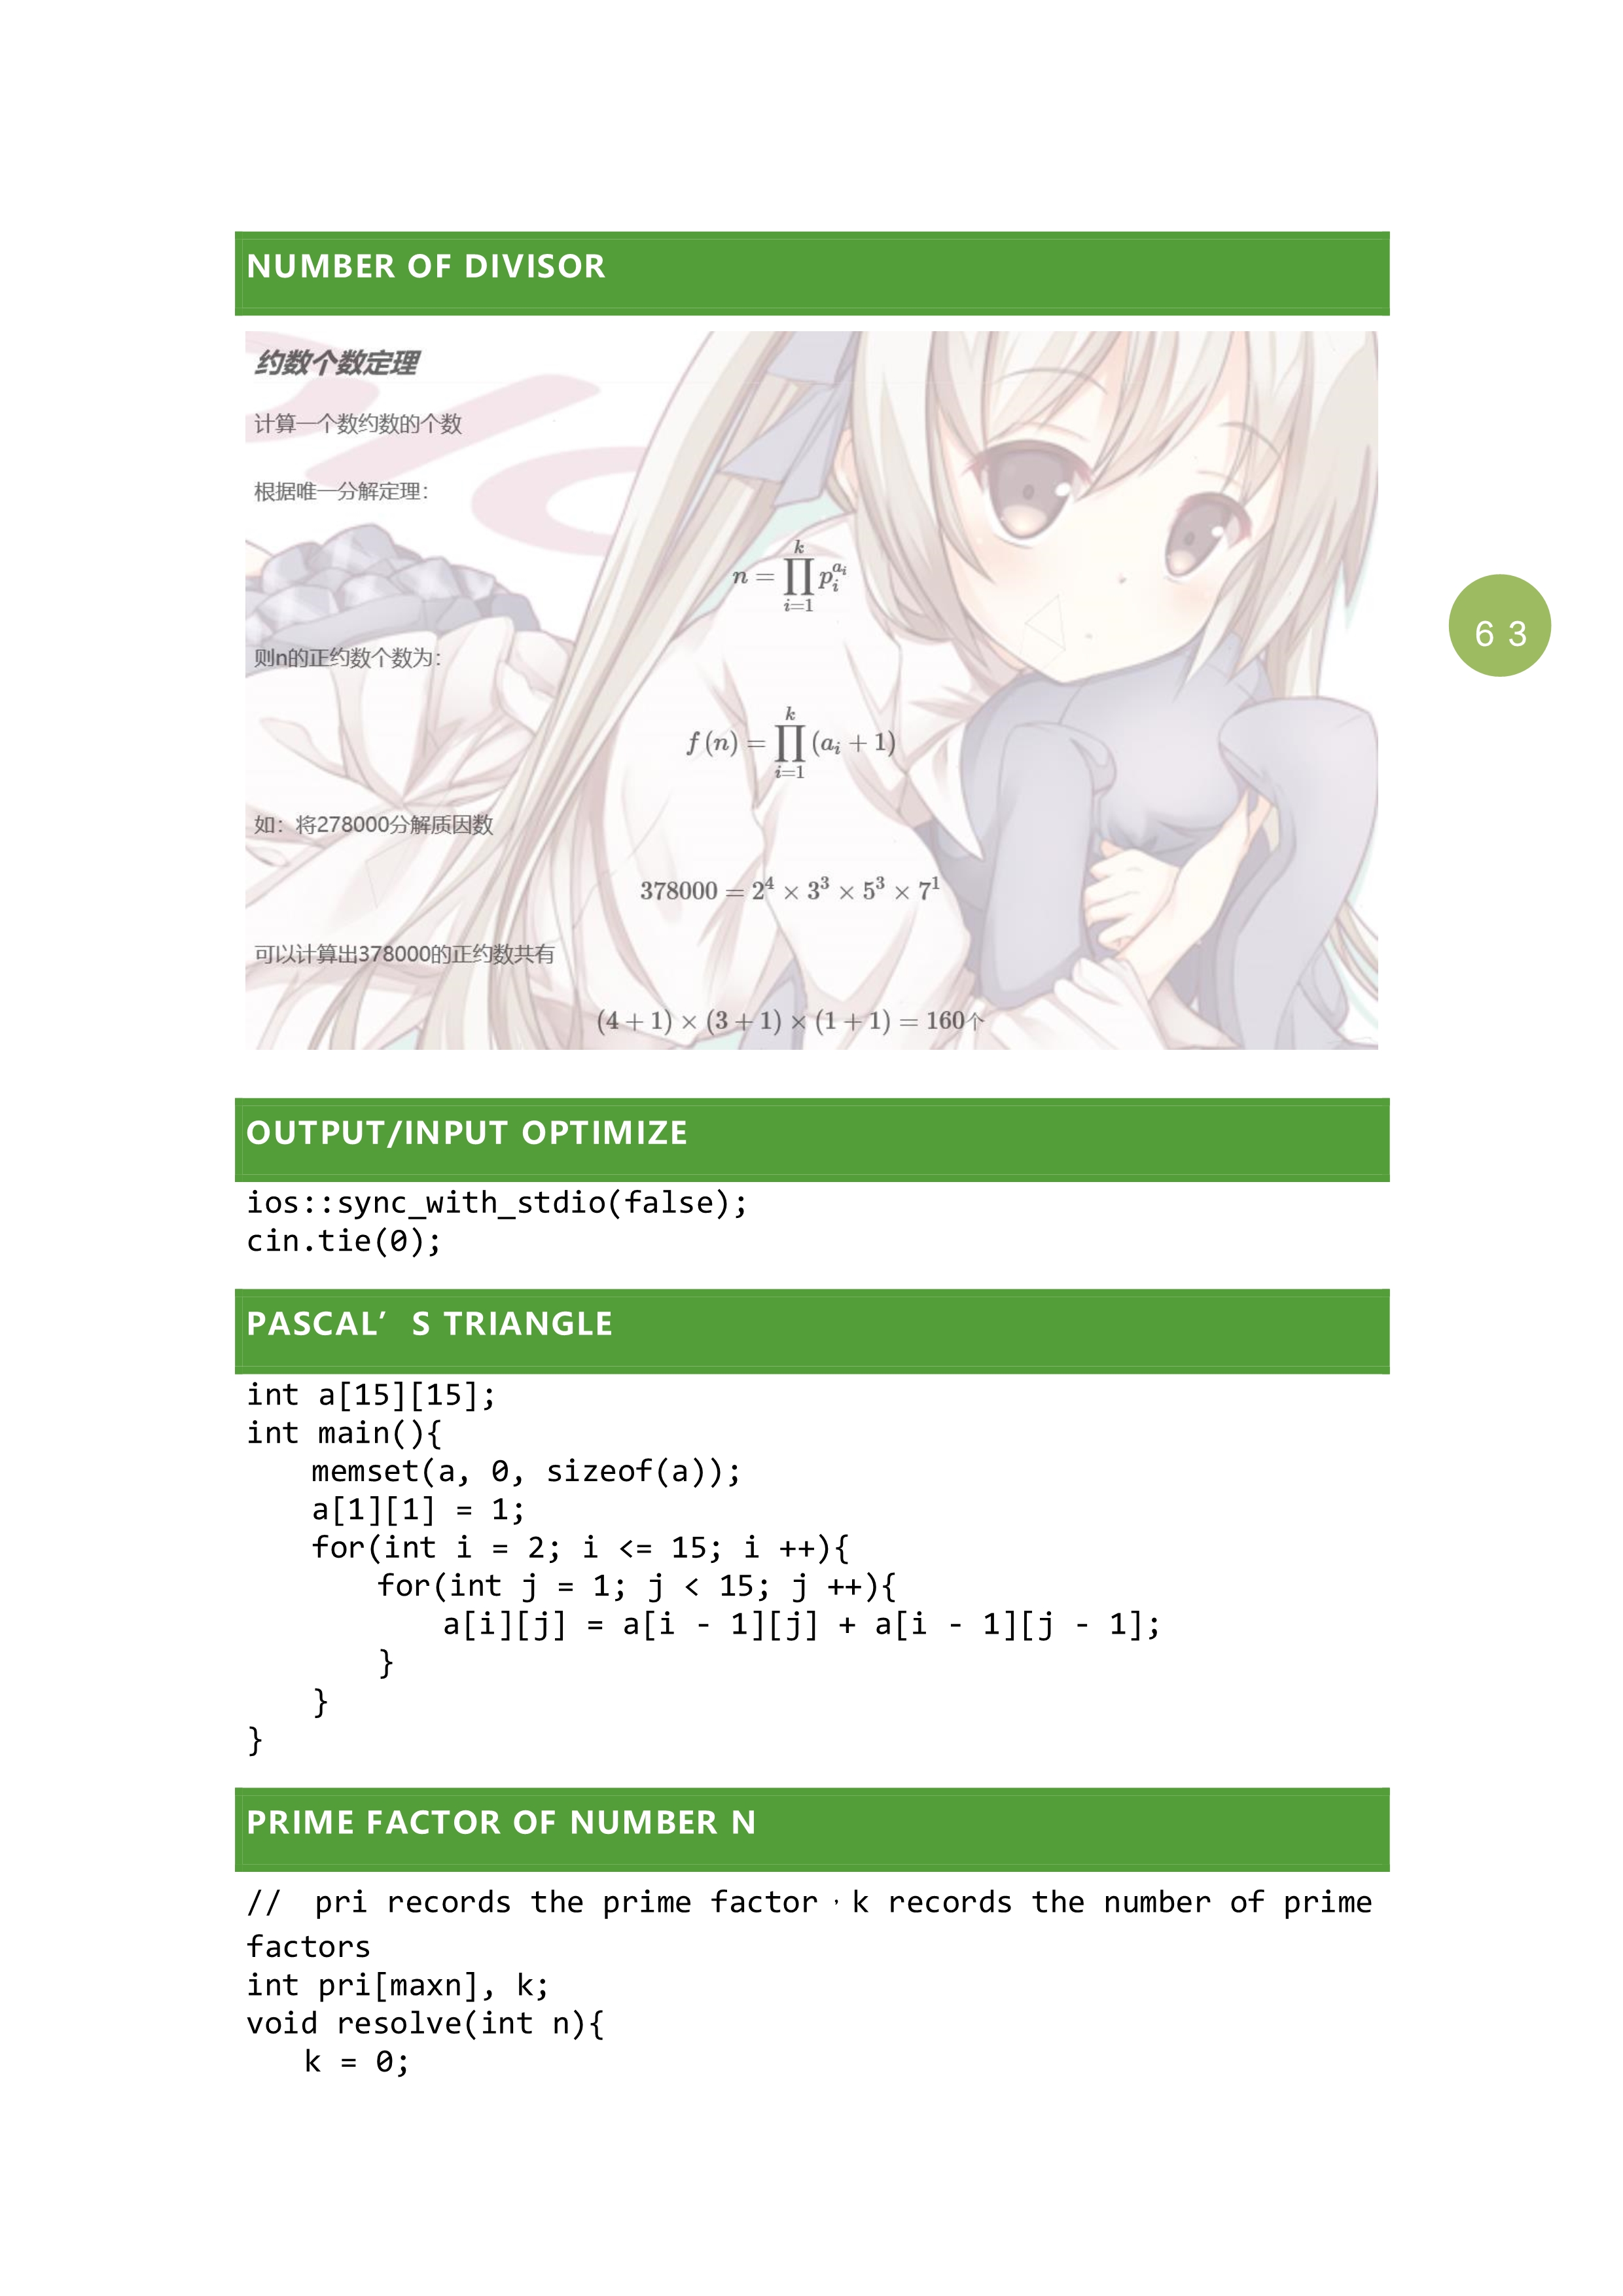 NUMBER OF DIVISOR
约数个数定理
计算一个数约数的个数
根据唯一分解定理：
n = ∏_{i=1}^{k} p_i^{a_i}
则n的正约数个数为：
f (n) = ∏_{i=1}^{k} (a_i + 1)
如：将278000分解质因数
378000 = 2^4 × 3^3 × 5^3 × 7^1
可以计算出378000的正约数共有
(4 + 1) × (3 + 1) × (1 + 1) = 160个
63
OUTPUT/INPUT OPTIMIZE
ios::sync_with_stdio(false);
cin.tie(0);
PASCAL’S TRIANGLE
int a[15][15];
int main(){
    memset(a, 0, sizeof(a));
    a[1][1] = 1;
    for(int i = 2; i <= 15; i ++){
        for(int j = 1; j < 15; j ++){
            a[i][j] = a[i - 1][j] + a[i - 1][j - 1];
        }
    }
}
PRIME FACTOR OF NUMBER N
//  pri records the prime factor，k records the number of prime
factors
int pri[maxn], k;
void resolve(int n){
    k = 0;